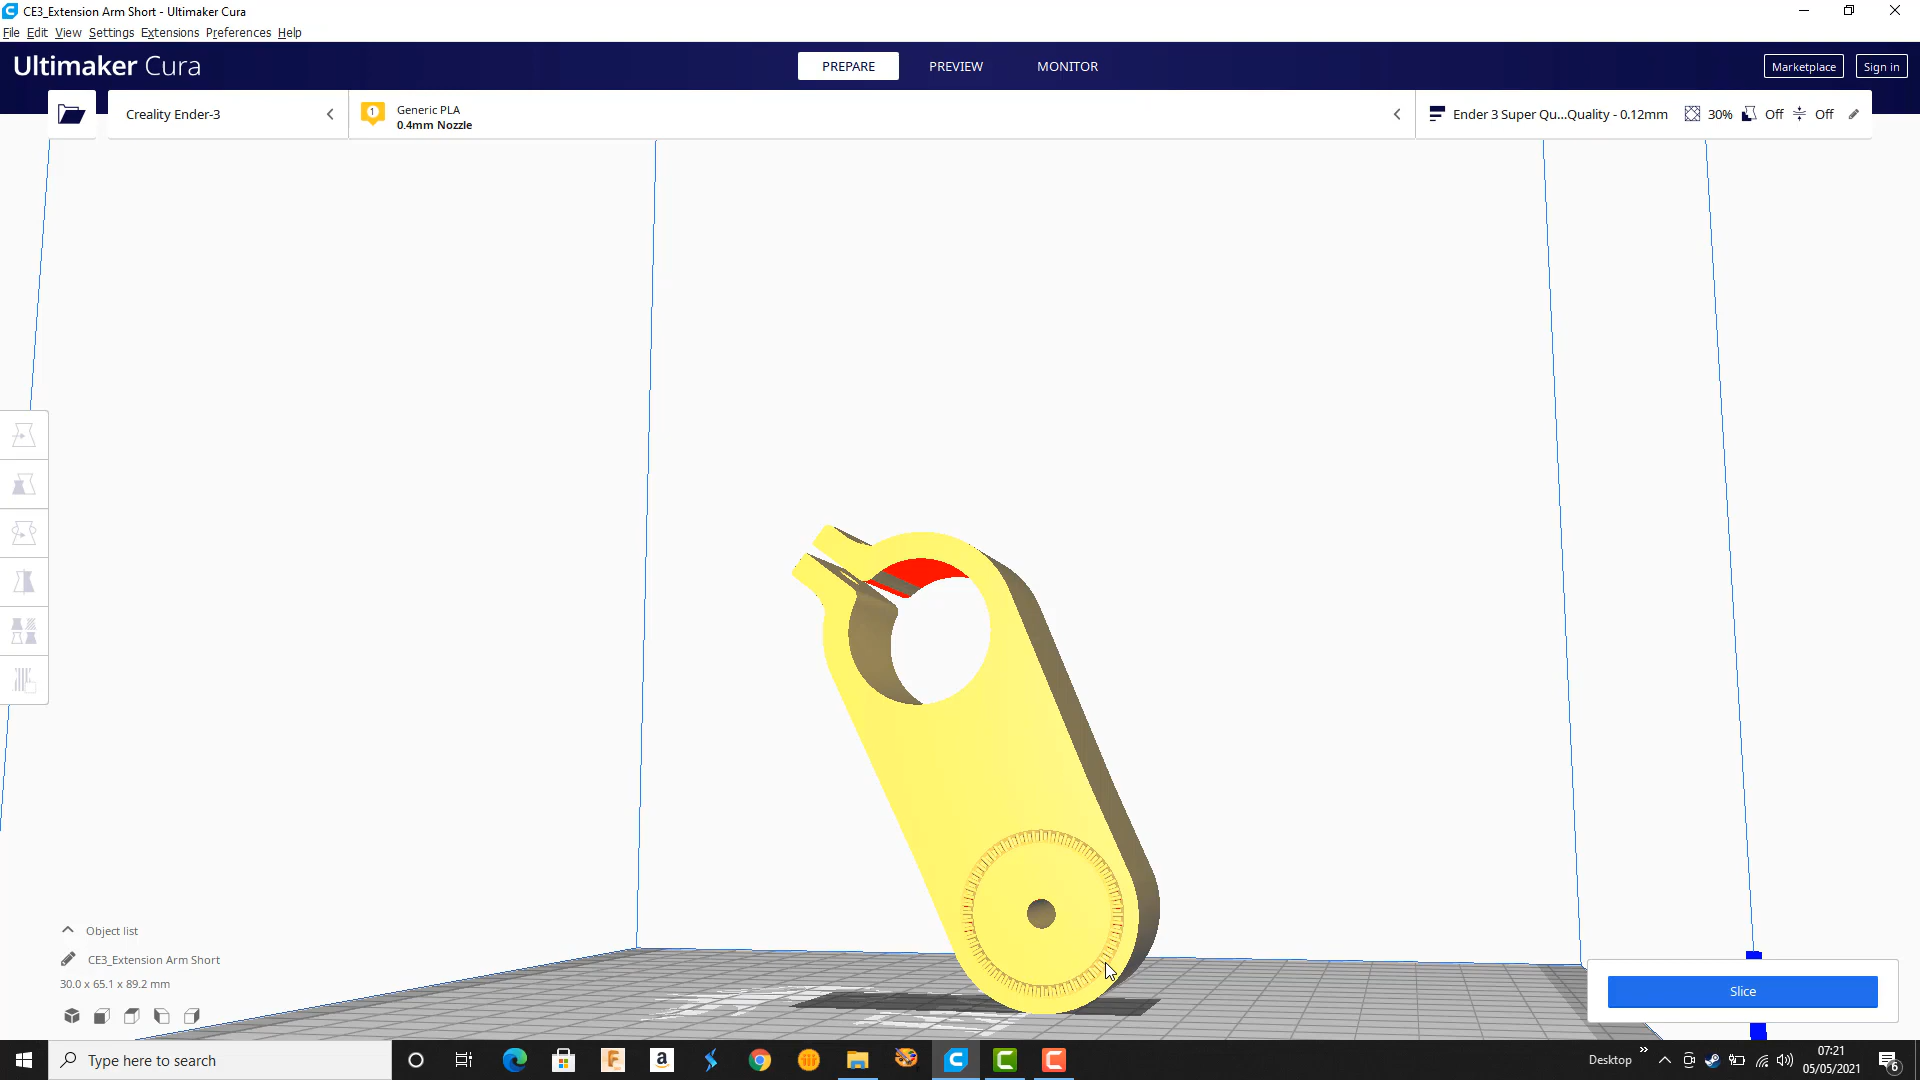 CE3_Extension Arm Short - Ultimaker Cura
File Edit View Settings Extensions Preferences Help
Ultimaker Cura
PREPARE
PREVIEW
MONITOR
Marketplace
Sign in
Creality Ender-3
1
Generic PLA
0.4mm Nozzle
Ender 3 Super Qu...Quality - 0.12mm
30%
Off
Off
Object list
CE3_Extension Arm Short
30.0 x 65.1 x 89.2 mm
Slice
Type here to search
Desktop
07:21
05/05/2021
6